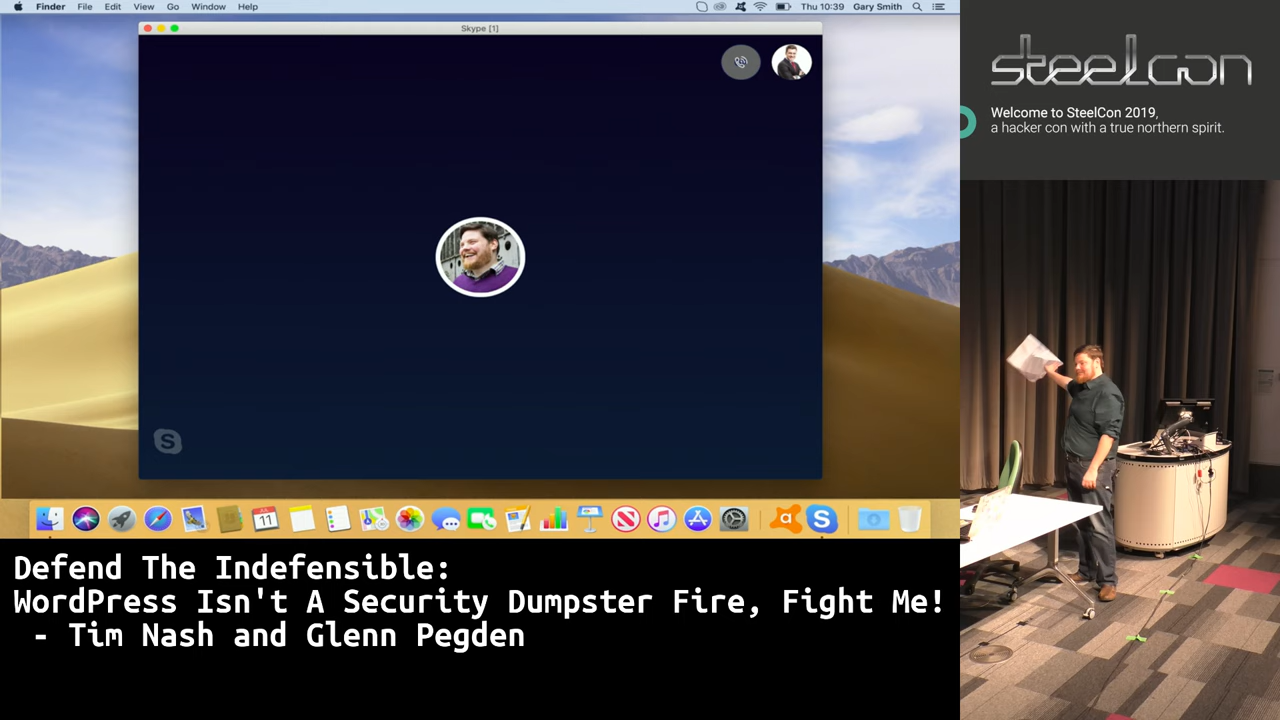 Finder File Edit View Go Window Help Thu 10:39 Gary Smith
Skype [1]
S
11
S
steelcon
Welcome to SteelCon 2019,
a hacker con with a true northern spirit.
Defend The Indefensible:
WordPress Isn't A Security Dumpster Fire, Fight Me!
- Tim Nash and Glenn Pegden